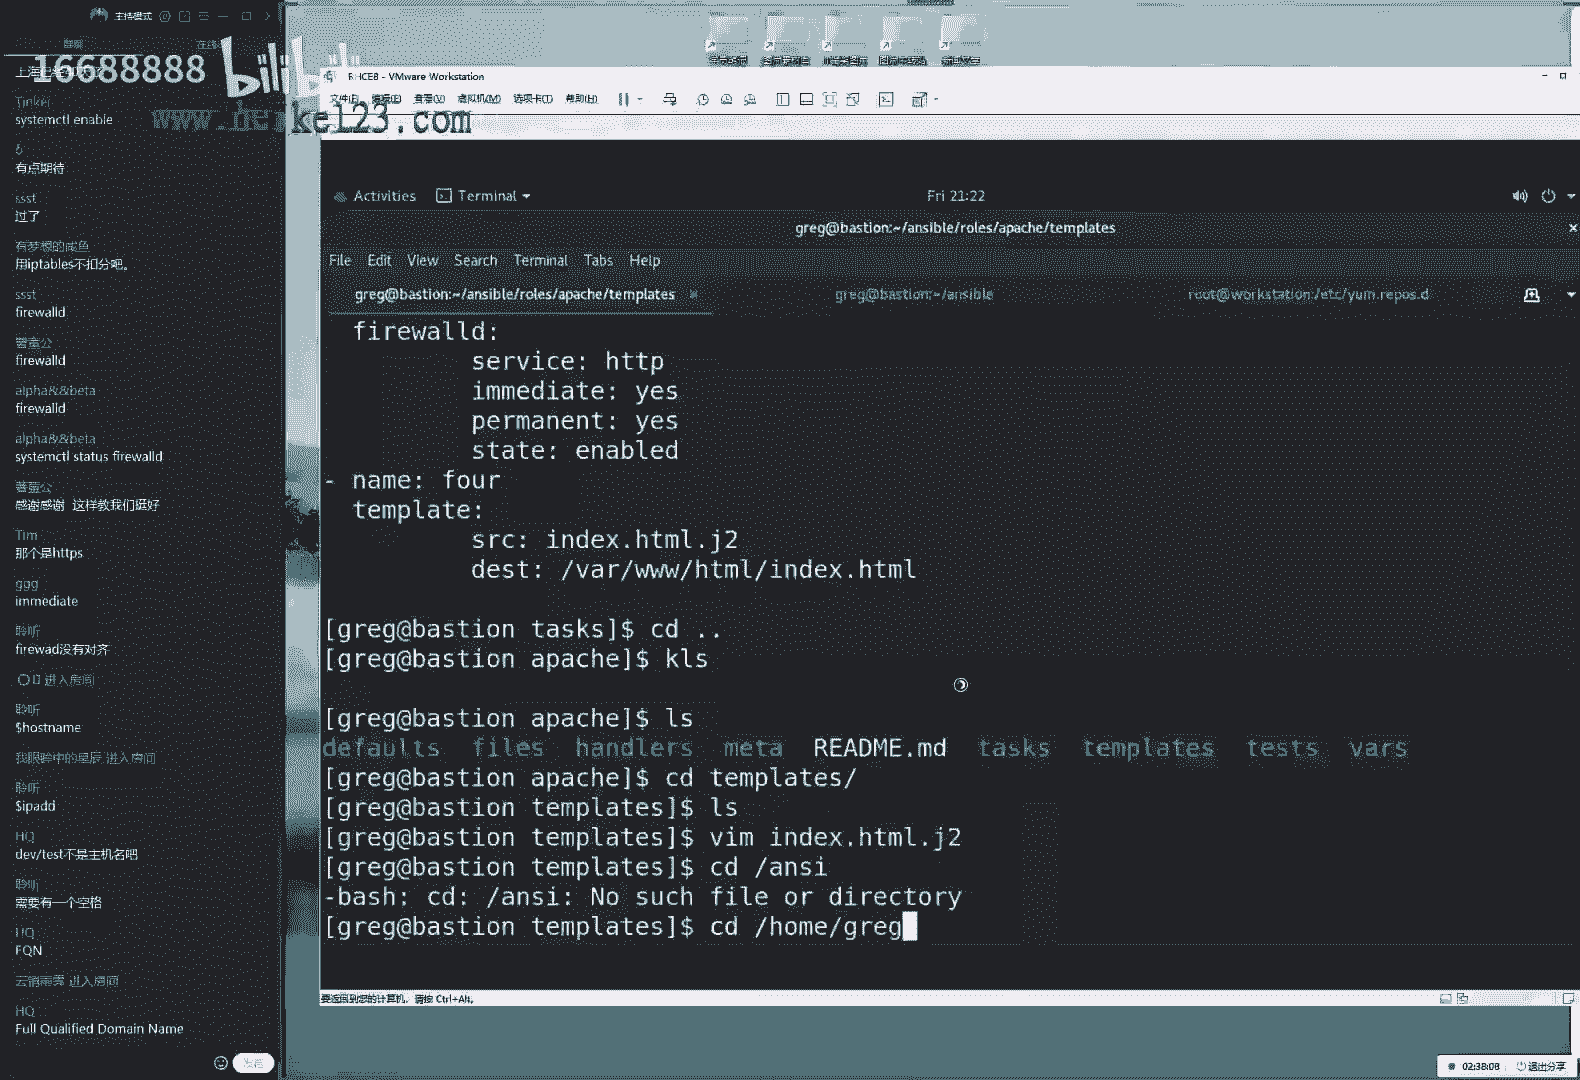 主持模式
群聊
16688888
bilibili
Tinker
systemctl enable
www.heike123.com
6
有点期待
ssst
过了
有梦想的咸鱼
用iptables不扣分吧。
ssst
firewalld
firewalld
alpha&&beta
firewalld
alpha&&beta
systemctl status firewalld
感谢感谢 这样教我们挺好
Tim
那个是https
ggg
immediate
聆听
firewad没有对齐
进入房间
聆听
$hostname
我眼眸中的星辰 进入房间
聆听
$ipadd
HQ
dev/test不是主机名吧
聆听
需要有一个空格
HQ
FQN
进入房间
HQ
Full Qualified Domain Name
发送
RHCE8 - VMware Workstation
文件(F) 编辑(E) 查看(V) 虚拟机(M) 选项卡(T) 帮助(H)
Activities Terminal Fri 21:22
greg@bastion:~/ansible/roles/apache/templates
File Edit View Search Terminal Tabs Help
greg@bastion:~/ansible/roles/apache/templates greg@bastion:~/ansible root@workstation:/etc/yum.repos.d
firewalld:
service: http
immediate: yes
permanent: yes
state: enabled
- name: four
template:
src: index.html.j2
dest: /var/www/html/index.html
[greg@bastion tasks]$ cd ..
[greg@bastion apache]$ kls
[greg@bastion apache]$ ls
defaults files handlers meta README.md tasks templates tests vars
[greg@bastion apache]$ cd templates/
[greg@bastion templates]$ ls
[greg@bastion templates]$ vim index.html.j2
[greg@bastion templates]$ cd /ansi
-bash: cd: /ansi: No such file or directory
[greg@bastion templates]$ cd /home/greg
要返回到您的计算机，请按 Ctrl+Alt。
02:38:08 退出分享